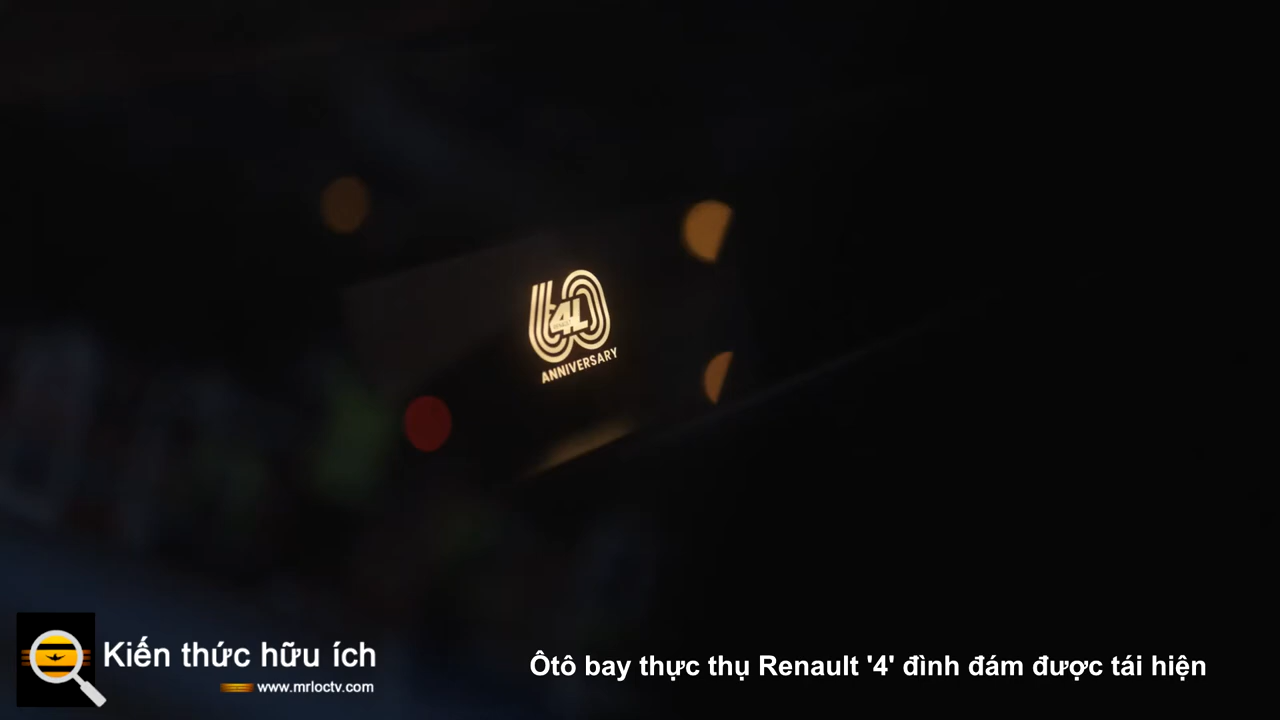 60
4L
ANNIVERSARY
Kiến thức hữu ích
www.mrloctv.com
Ôtô bay thực thụ Renault '4' đình đám được tái hiện